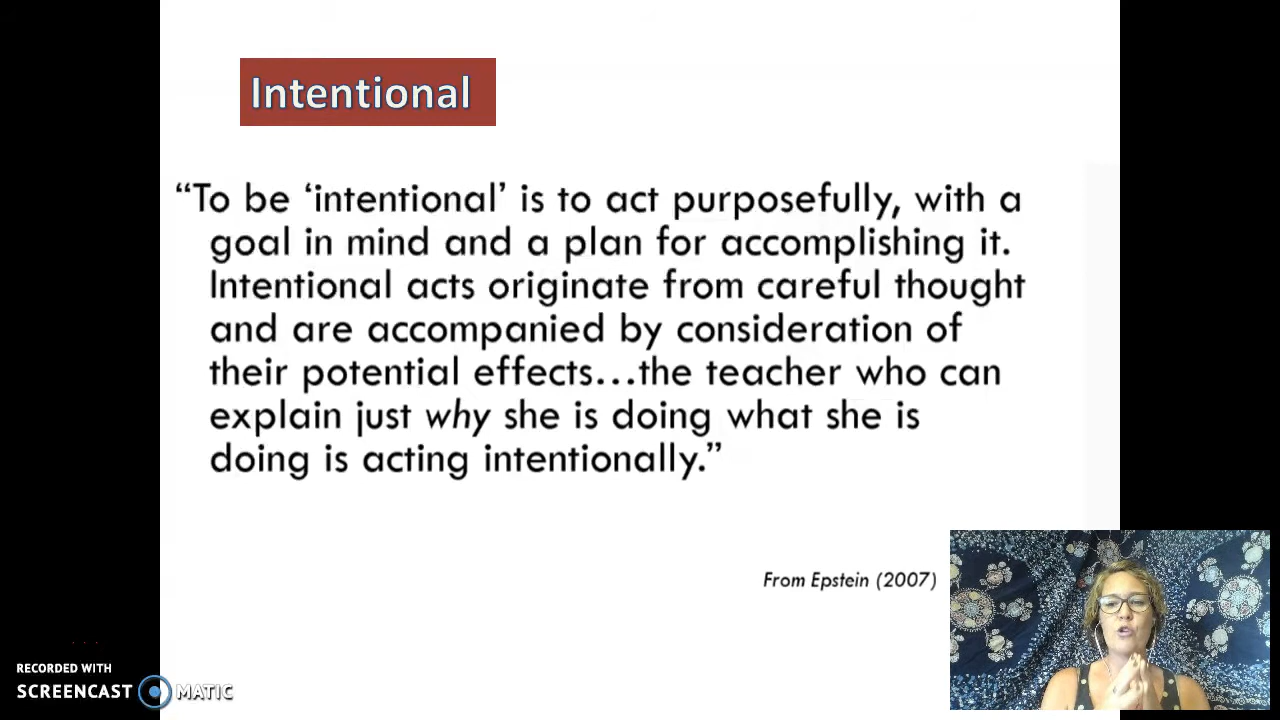 Intentional
“To be ‘intentional’ is to act purposefully, with a
goal in mind and a plan for accomplishing it.
Intentional acts originate from careful thought
and are accompanied by consideration of
their potential effects…the teacher who can
explain just why she is doing what she is
doing is acting intentionally.”
From Epstein (2007)
RECORDED WITH
SCREENCAST MATIC